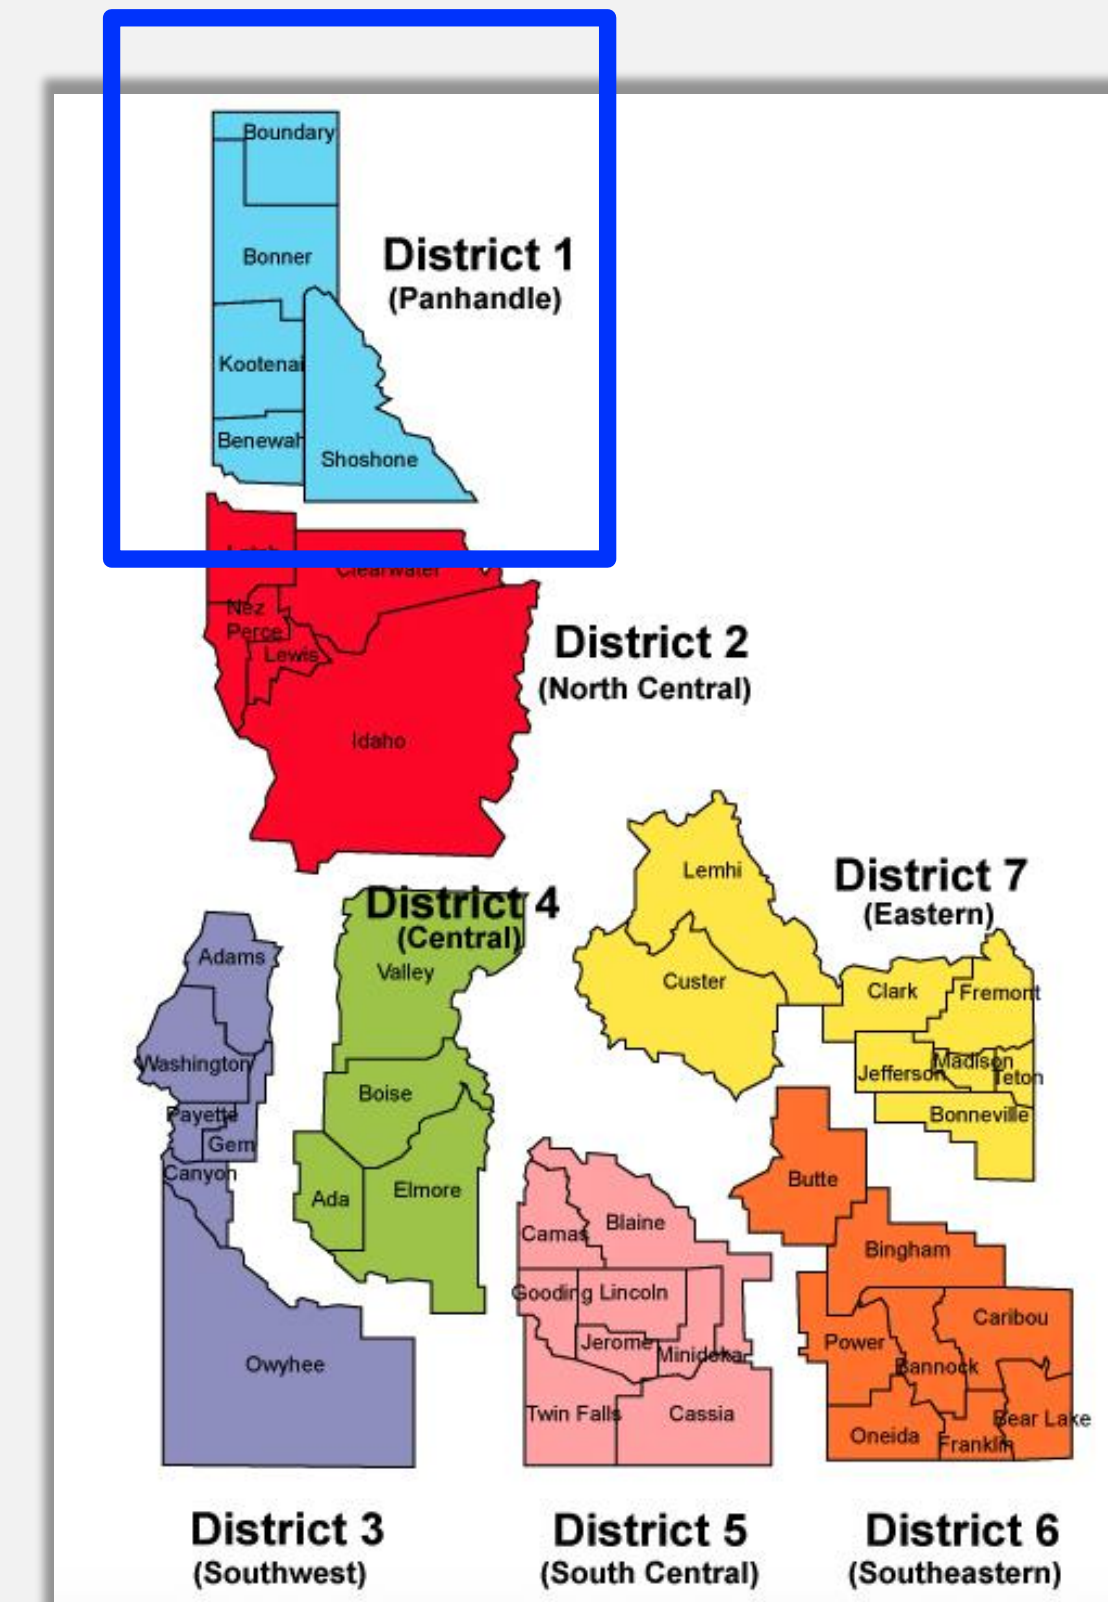 Boundary
Bonner
District 1
(Panhandle)
Kootenai
Benewah
Shoshone
Latah
Clearwater
Nez
Perce
Lewis
District 2
(North Central)
Idaho
Lemhi
District 7
(Eastern)
District 4
(Central)
Adams
Valley
Custer
Clark
Fremont
Washington
Madison
Jefferson
Teton
Boise
Payette
Bonneville
Gem
Canyon
Butte
Ada
Elmore
Camas
Blaine
Bingham
Gooding
Lincoln
Caribou
Jerome
Minidoka
Power
Bannock
Owyhee
Twin Falls
Cassia
Bear Lake
Oneida
Franklin
District 3
(Southwest)
District 5
(South Central)
District 6
(Southeastern)